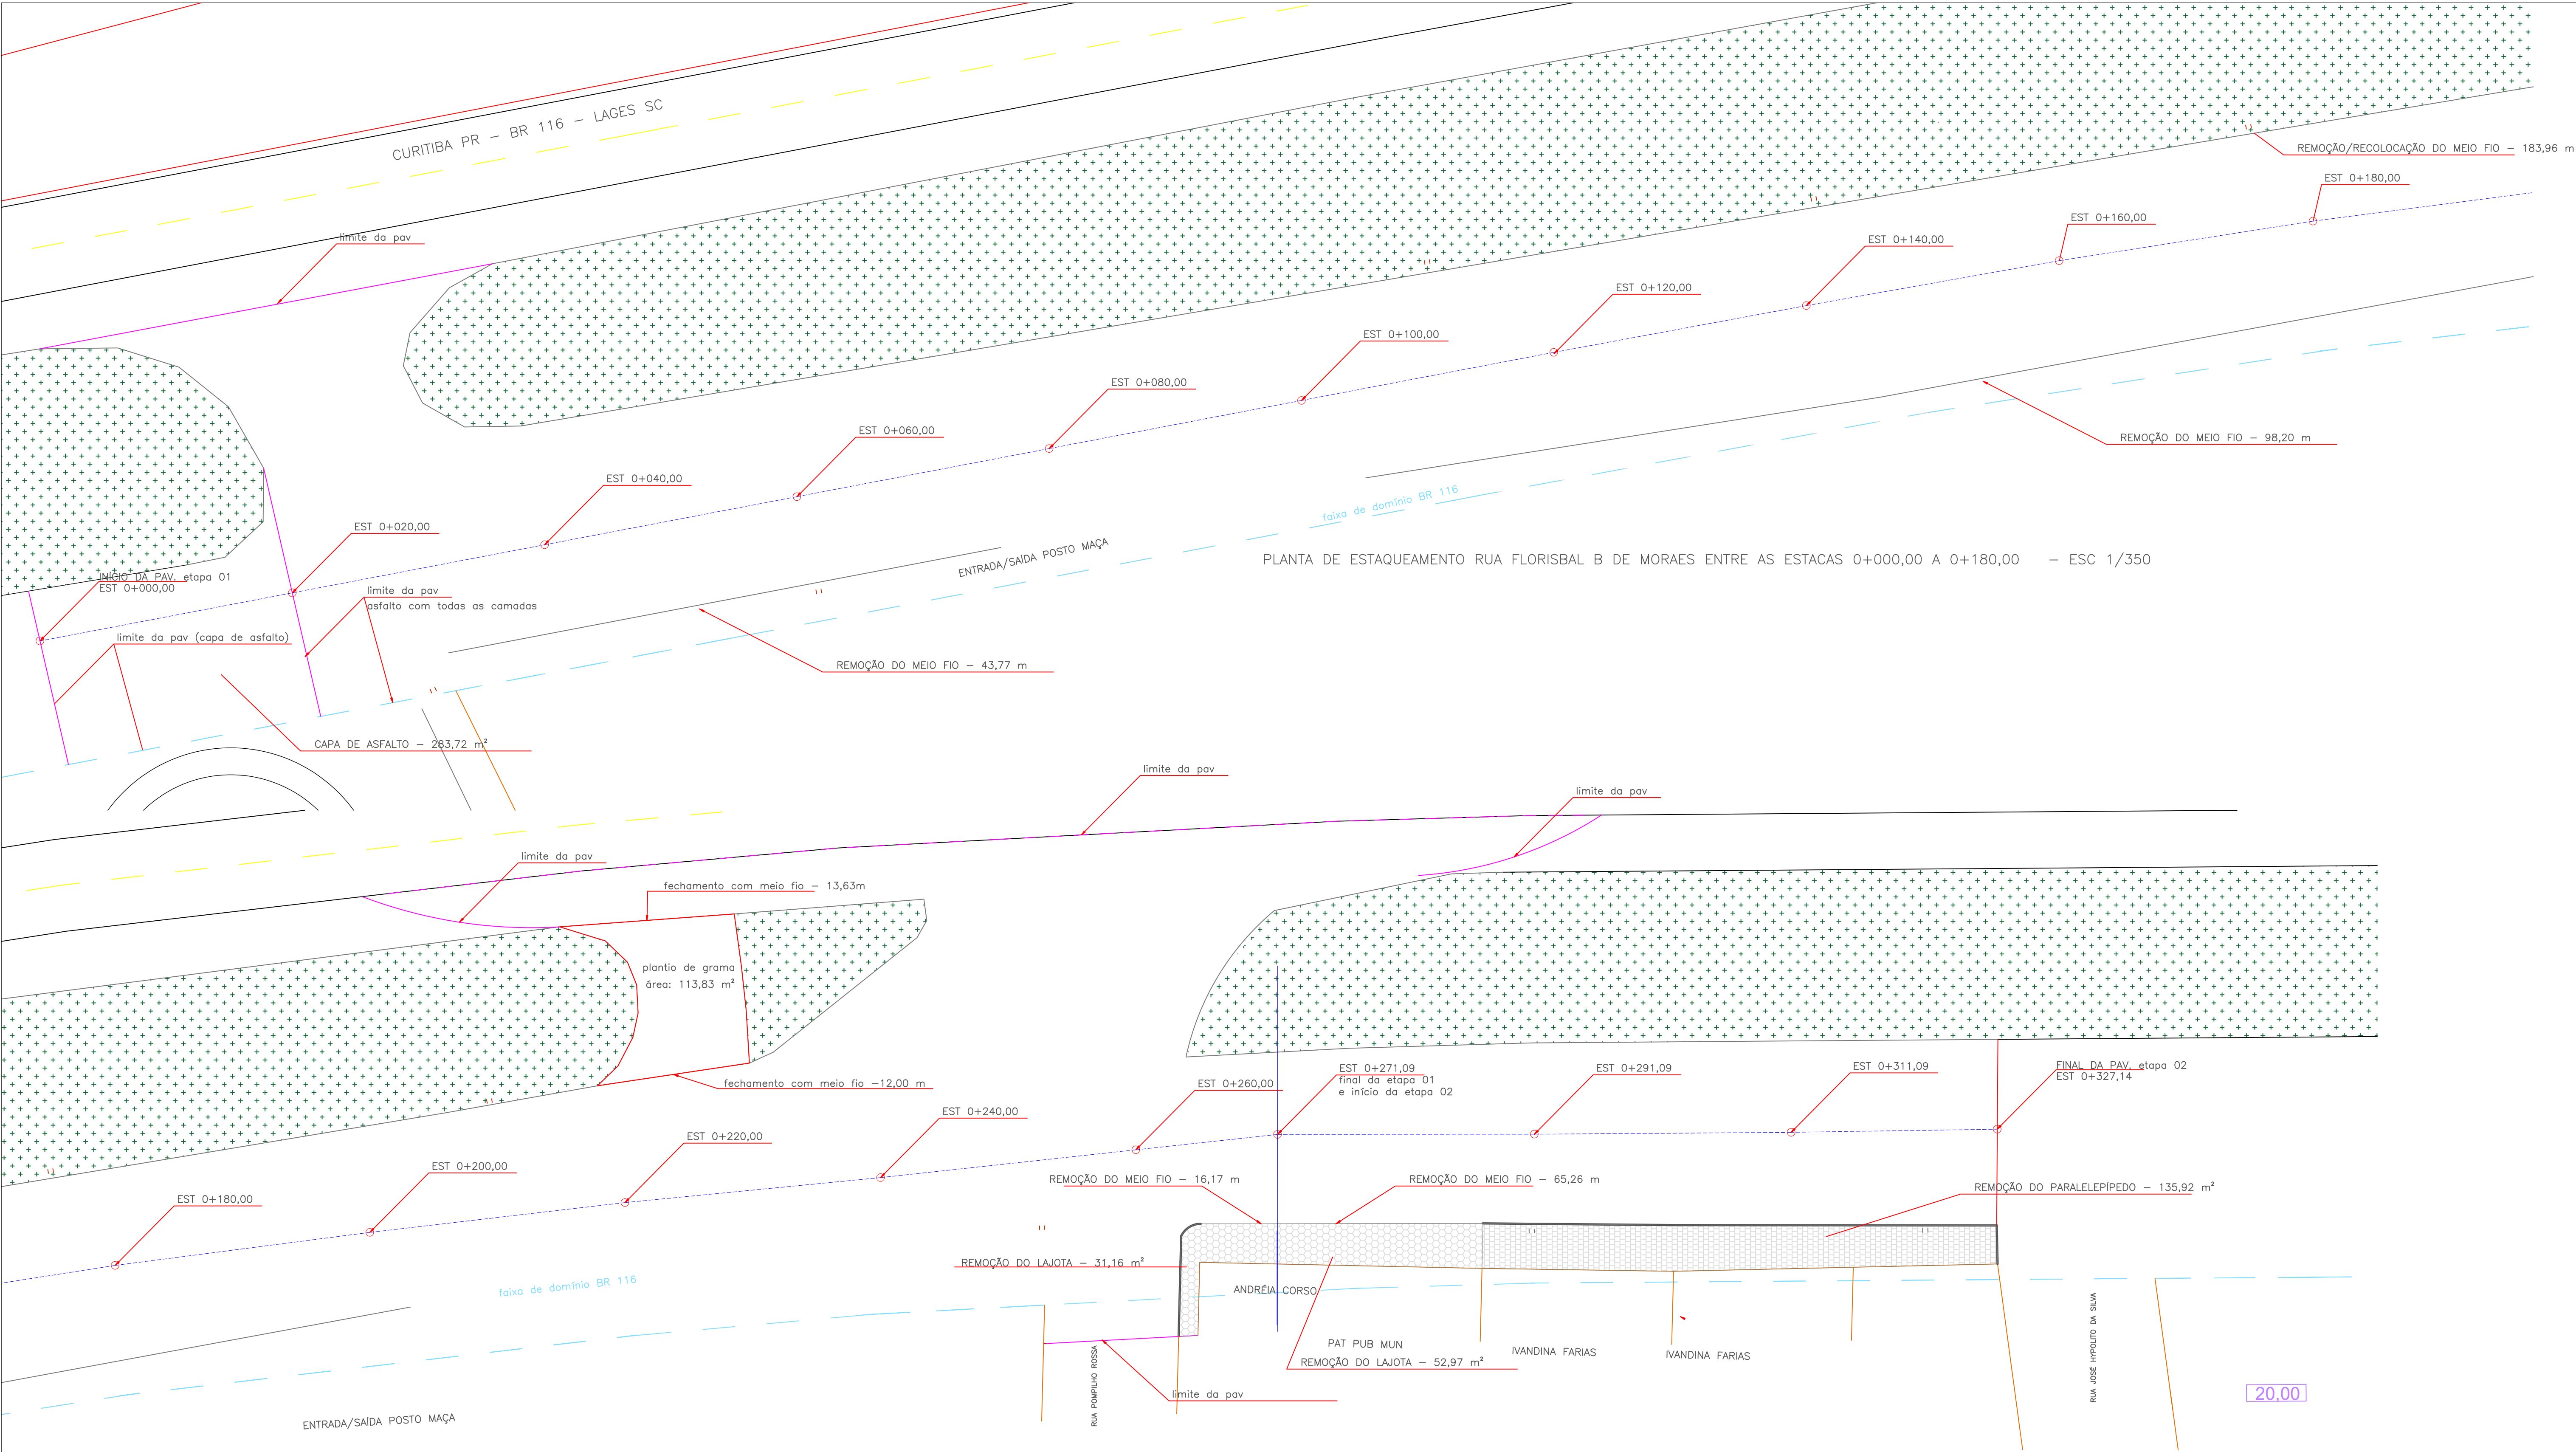 CURITIBA PR - BR 116 - LAGES SC
REMOÇÃO/RECOLOCAÇÃO DO MEIO FIO - 183,96 m
EST 0+180,00
EST 0+160,00
limite da pav
EST 0+140,00
EST 0+120,00
EST 0+100,00
EST 0+080,00
EST 0+060,00
REMOÇÃO DO MEIO FIO - 98,20 m
EST 0+040,00
faixa de domínio BR 116
EST 0+020,00
ENTRADA/SAÍDA POSTO MAÇA
PLANTA DE ESTAQUEAMENTO RUA FLORISBAL B DE MORAES ENTRE AS ESTACAS 0+000,00 A 0+180,00 - ESC 1/350
INÍCIO DA PAV. etapa 01
EST 0+000,00
limite da pav
asfalto com todas as camadas
limite da pav (capa de asfalto)
REMOÇÃO DO MEIO FIO - 43,77 m
CAPA DE ASFALTO - 283,72 m²
limite da pav
limite da pav
limite da pav
fechamento com meio fio - 13,63m
plantio de grama
área: 113,83 m²
fechamento com meio fio -12,00 m
EST 0+260,00
EST 0+271,09
final da etapa 01
e início da etapa 02
EST 0+291,09
EST 0+311,09
FINAL DA PAV. etapa 02
EST 0+327,14
EST 0+240,00
EST 0+220,00
EST 0+200,00
EST 0+180,00
REMOÇÃO DO MEIO FIO - 16,17 m
REMOÇÃO DO MEIO FIO - 65,26 m
REMOÇÃO DO PARALELEPÍPEDO - 135,92 m²
REMOÇÃO DO LAJOTA - 31,16 m²
faixa de domínio BR 116
ANDRÉIA CORSO
PAT PUB MUN
REMOÇÃO DO LAJOTA - 52,97 m²
IVANDINA FARIAS
IVANDINA FARIAS
RUA POMPILHO ROSSA
RUA JOSÉ HYPOLITO DA SILVA
limite da pav
ENTRADA/SAÍDA POSTO MAÇA
20,00